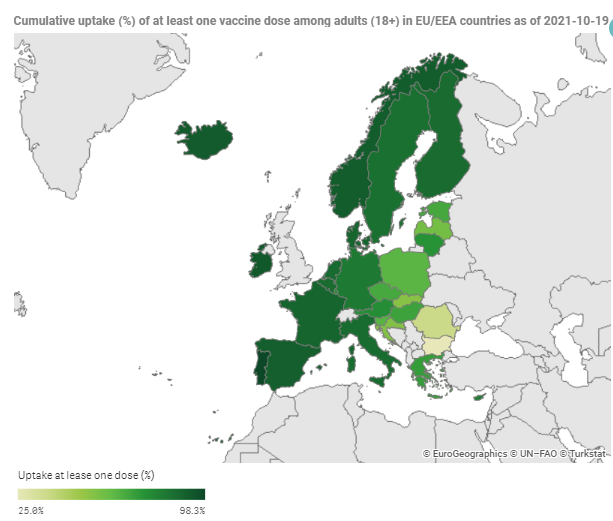 Cumulative uptake (%) of at least one vaccine dose among adults (18+) in EU/EEA countries as of 2021-10-19
© EuroGeographics © UN-FAO © Turkstat
Uptake at lease one dose (%)
25.0% 98.3%